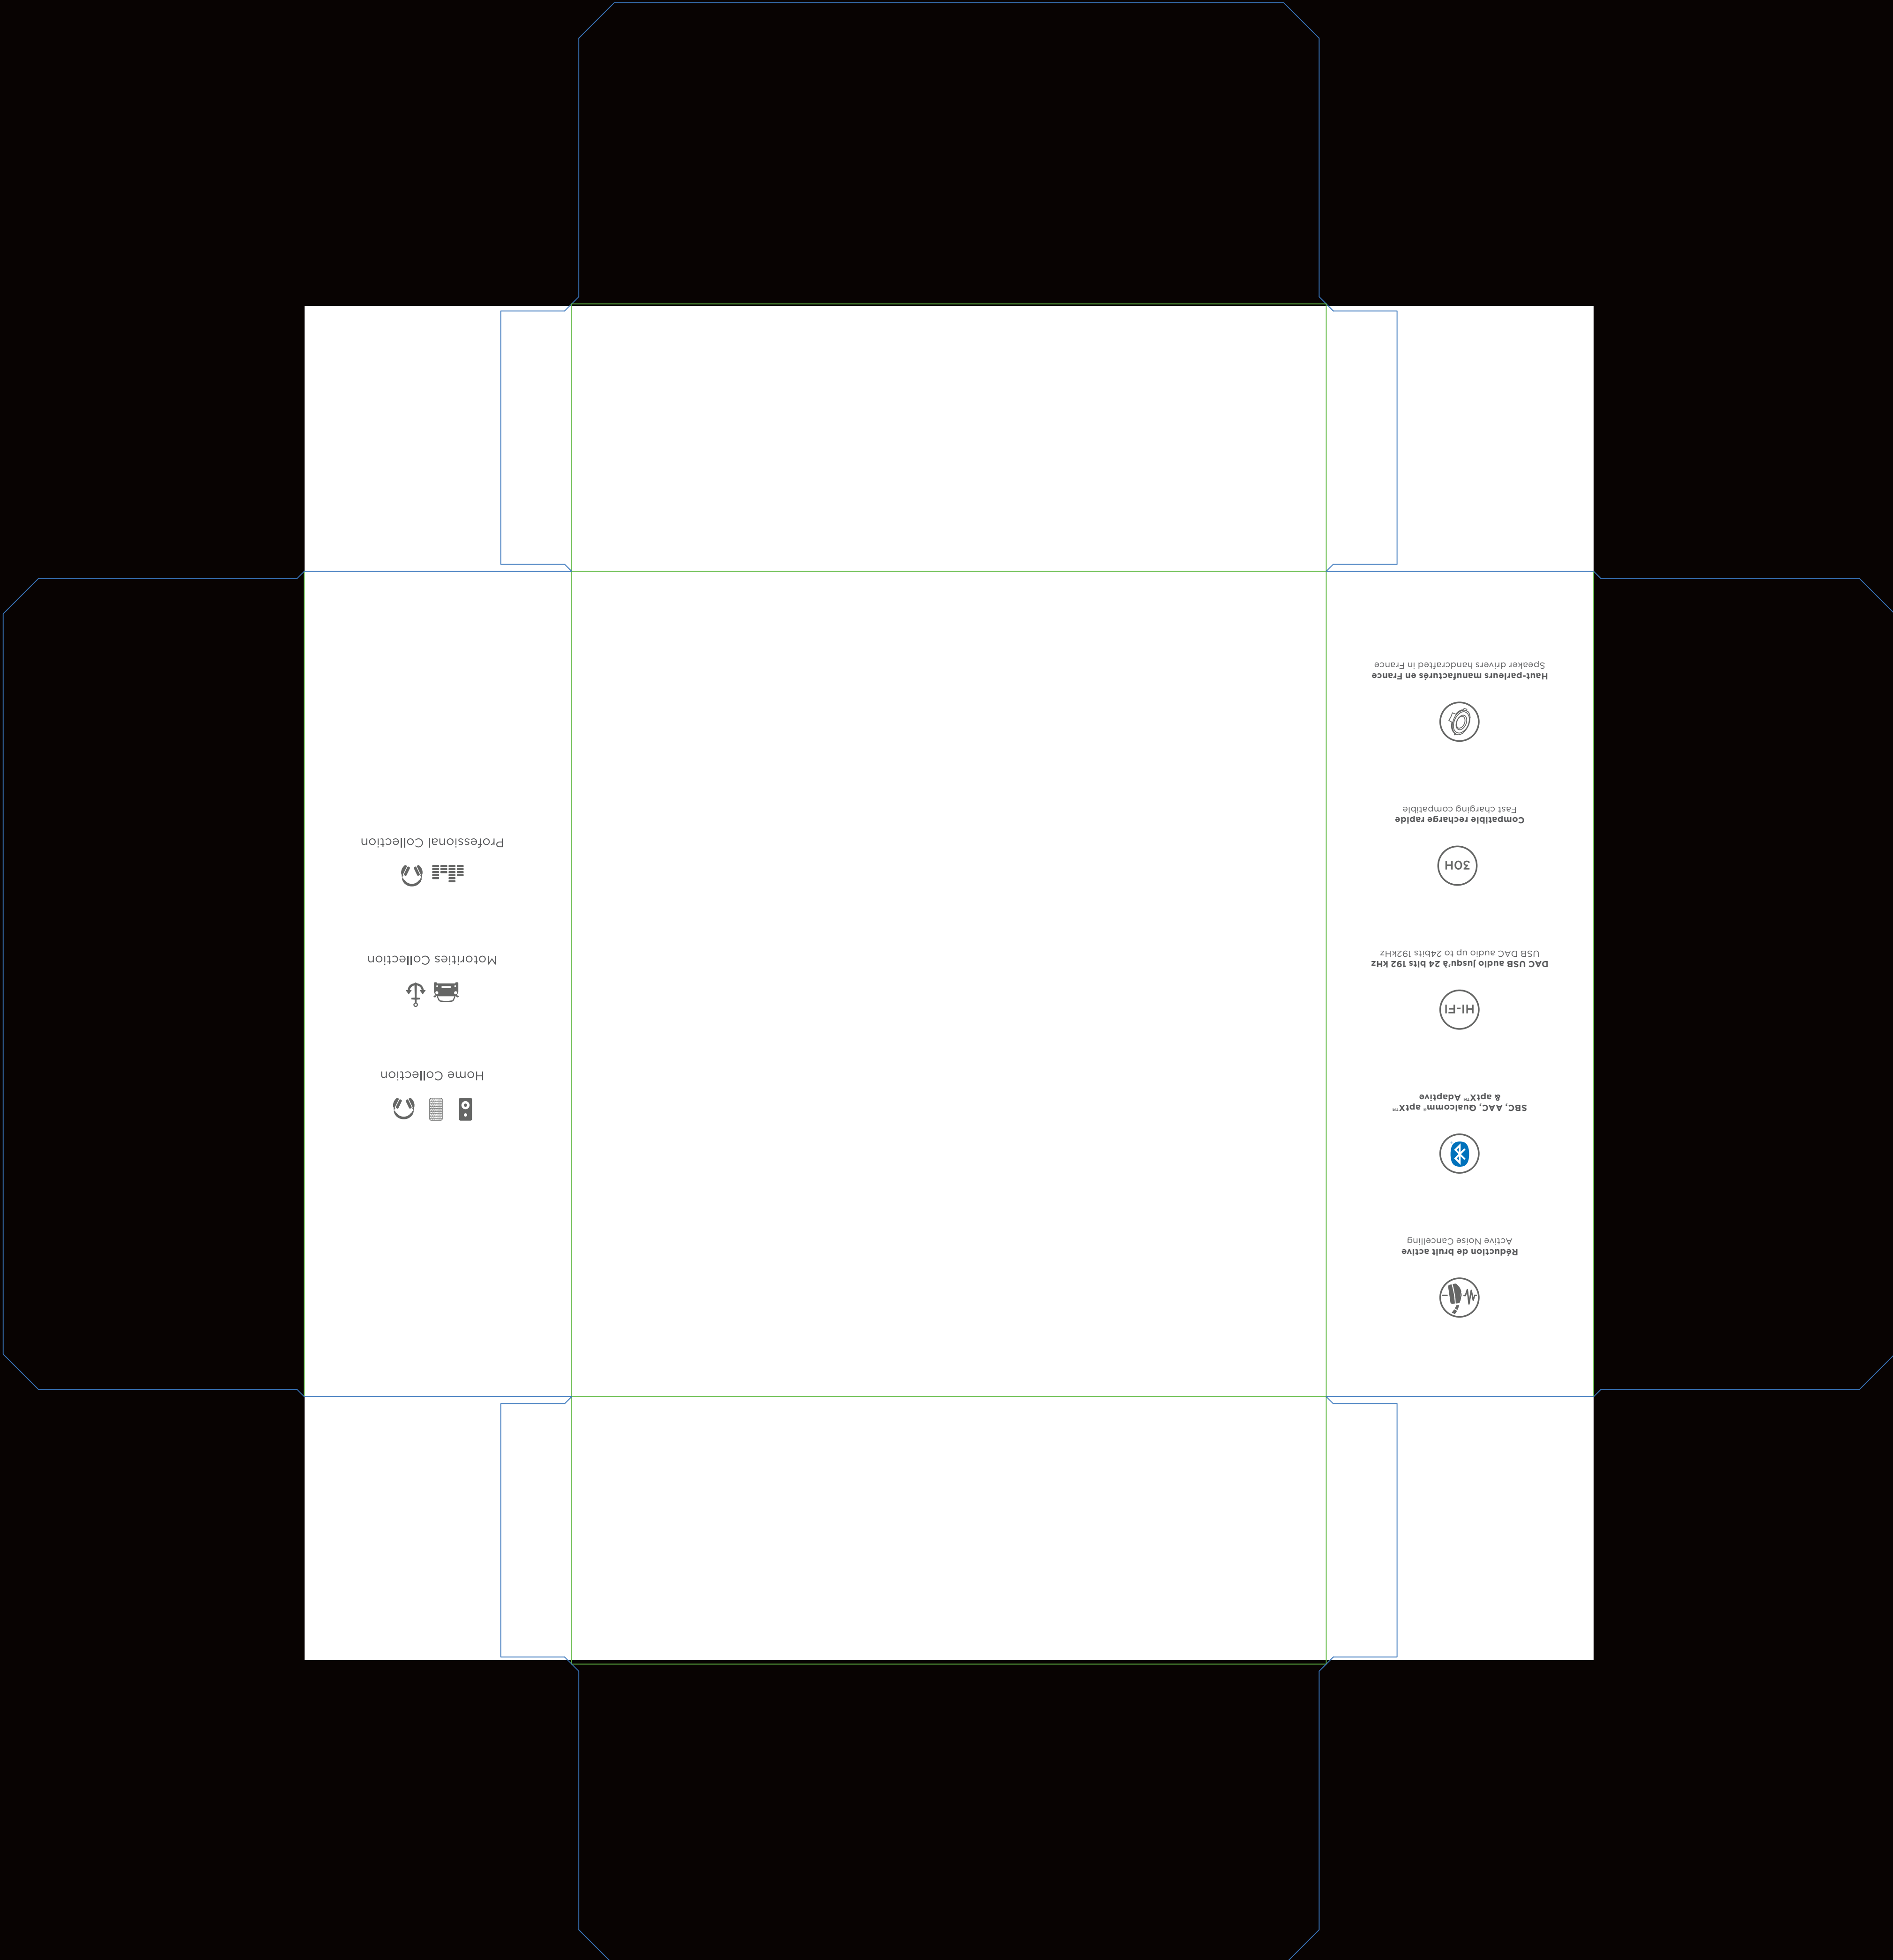 Réduction de bruit active
Active Noise Cancelling
SBC, AAC, Qualcomm® aptX™
& aptX™ Adaptive
HI-FI
DAC USB audio jusqu'à 24 bits 192 kHz
USB DAC audio up to 24bits 192kHz
30H
Compatible recharge rapide
Fast charging compatible
Haut-parleurs manufacturés en France
Speaker drivers handcrafted in France
Home Collection
Motorities Collection
Professional Collection